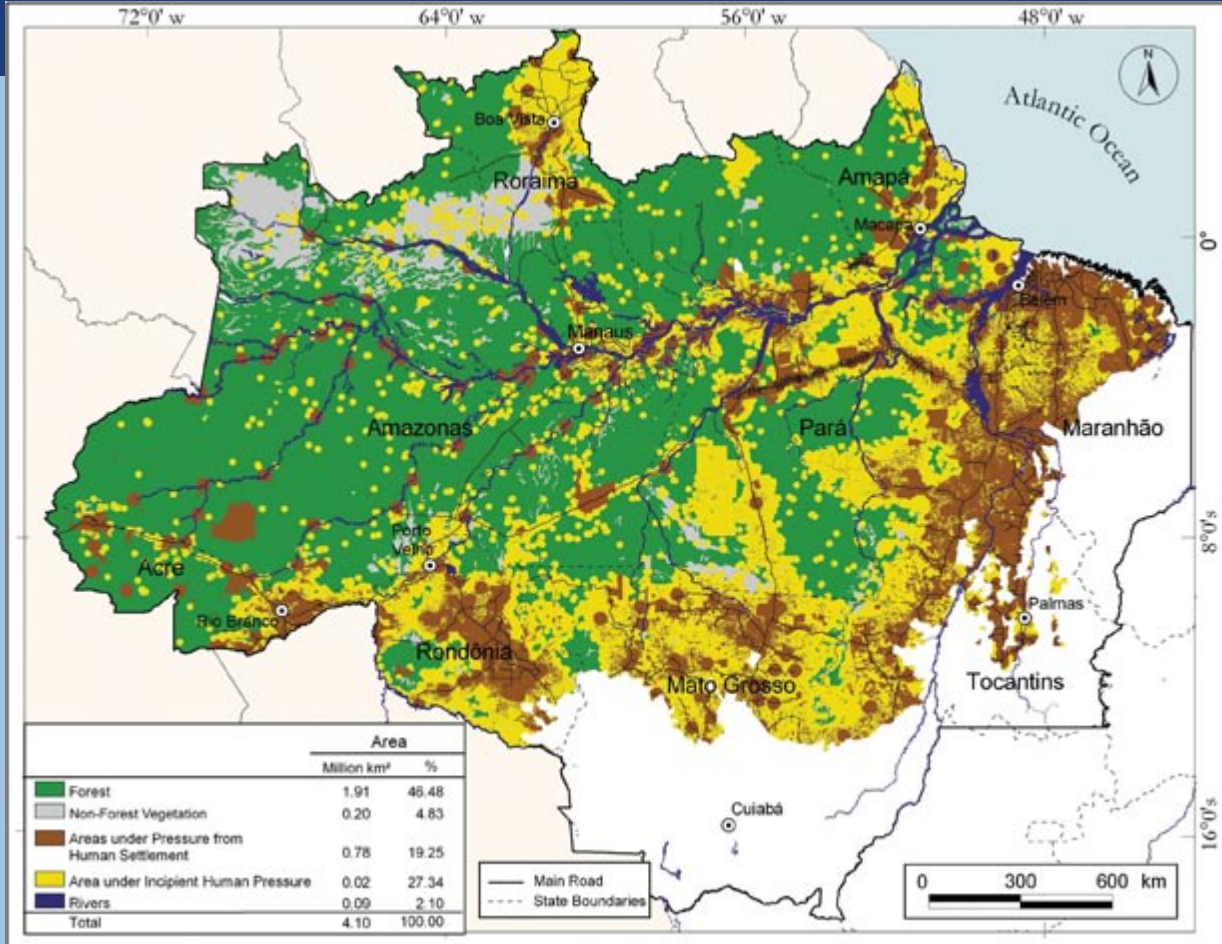 72°0' w 64°0' w 56°0' w 48°0' w
N
Atlantic Ocean
Boa Vista
Roraima
Amapá
Macapá
0°
Belém
Manaus
Amazonas
Pará
Maranhão
Porto
Velho
8°0's
Acre
Rio Branco
Palmas
Rondônia
Mato Grosso
Tocantins
Cuiabá
16°0's
Area
Million km² %
Forest 1.91 46.48
Non-Forest Vegetation 0.20 4.83
Areas under Pressure from
Human Settlement 0.78 19.25
Area under Incipient Human Pressure 0.02 27.34
Rivers 0.09 2.10
Total 4.10 100.00
Main Road
State Boundaries
0 300 600 km